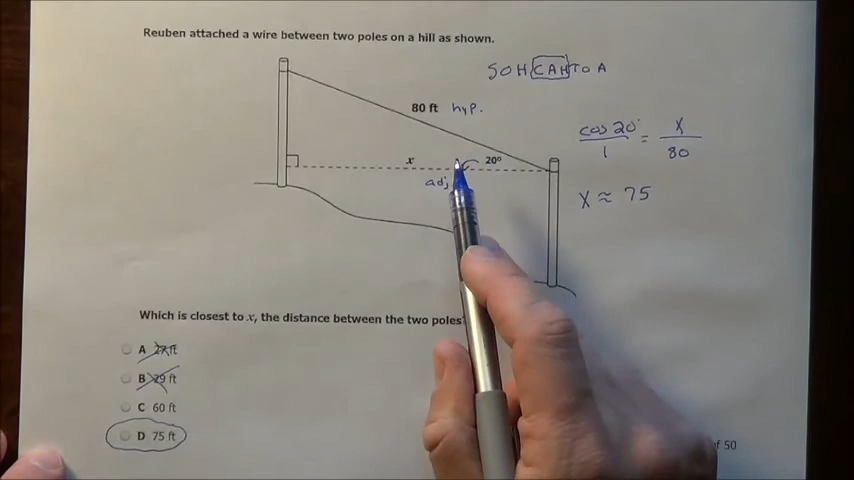 Reuben attached a wire between two poles on a hill as shown.
SOH CAH TOA
80 ft hyp.
cos 20° / 1 = x / 80
x 20°
adj
x ≈ 75
Which is closest to x, the distance between the two poles?
A 27 ft
B 29 ft
C 60 ft
D 75 ft
of 50